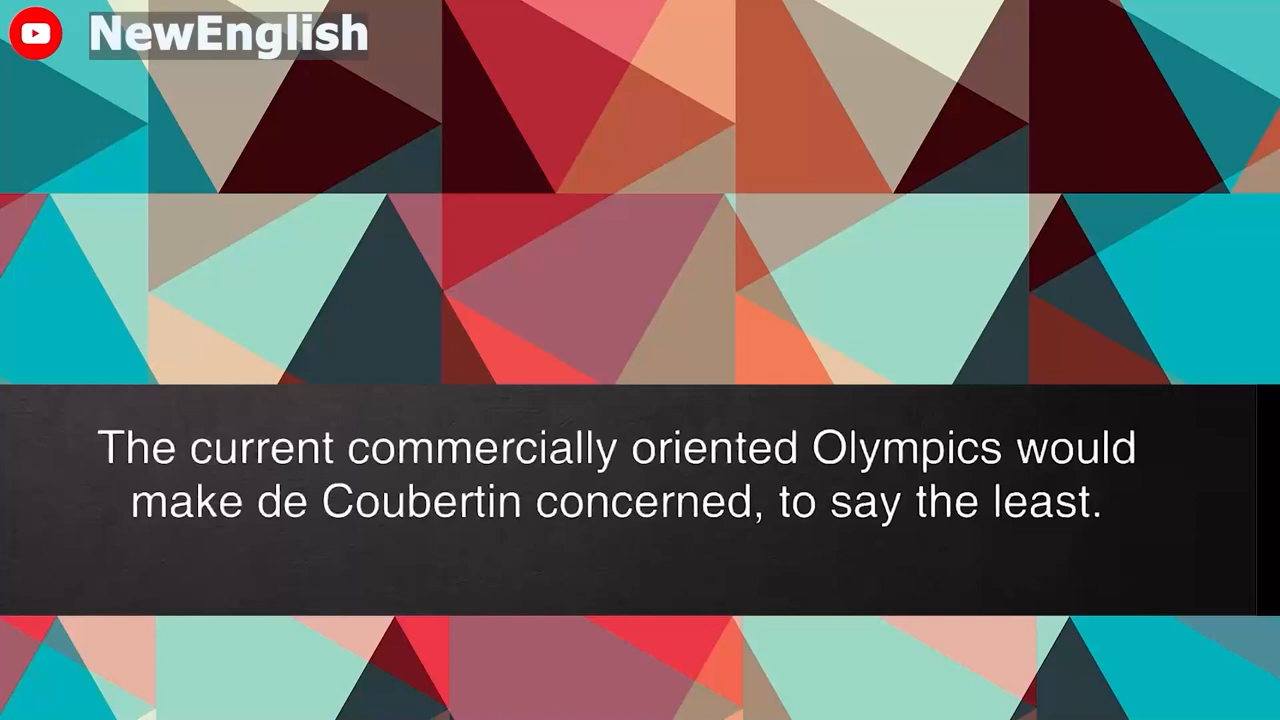 NewEnglish
The current commercially oriented Olympics would
make de Coubertin concerned, to say the least.